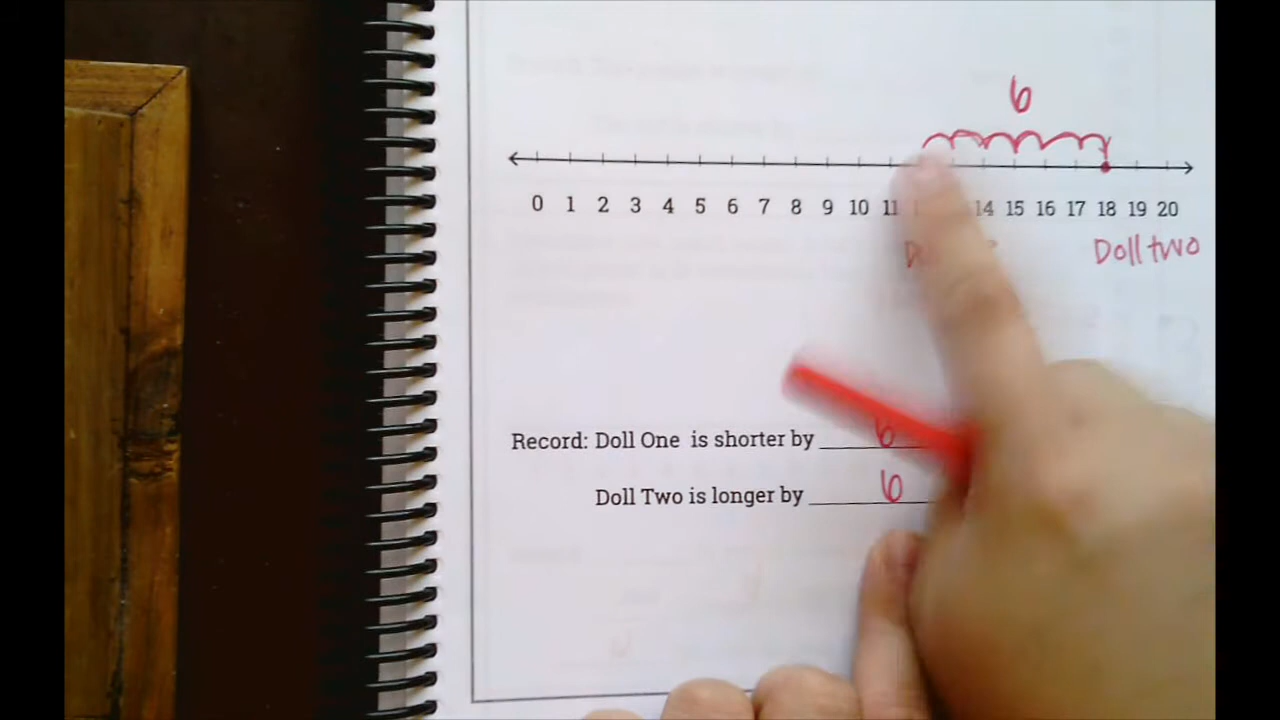 6
0 1 2 3 4 5 6 7 8 9 10 11 14 15 16 17 18 19 20
Doll two
Record: Doll One is shorter by 6
Doll Two is longer by 6